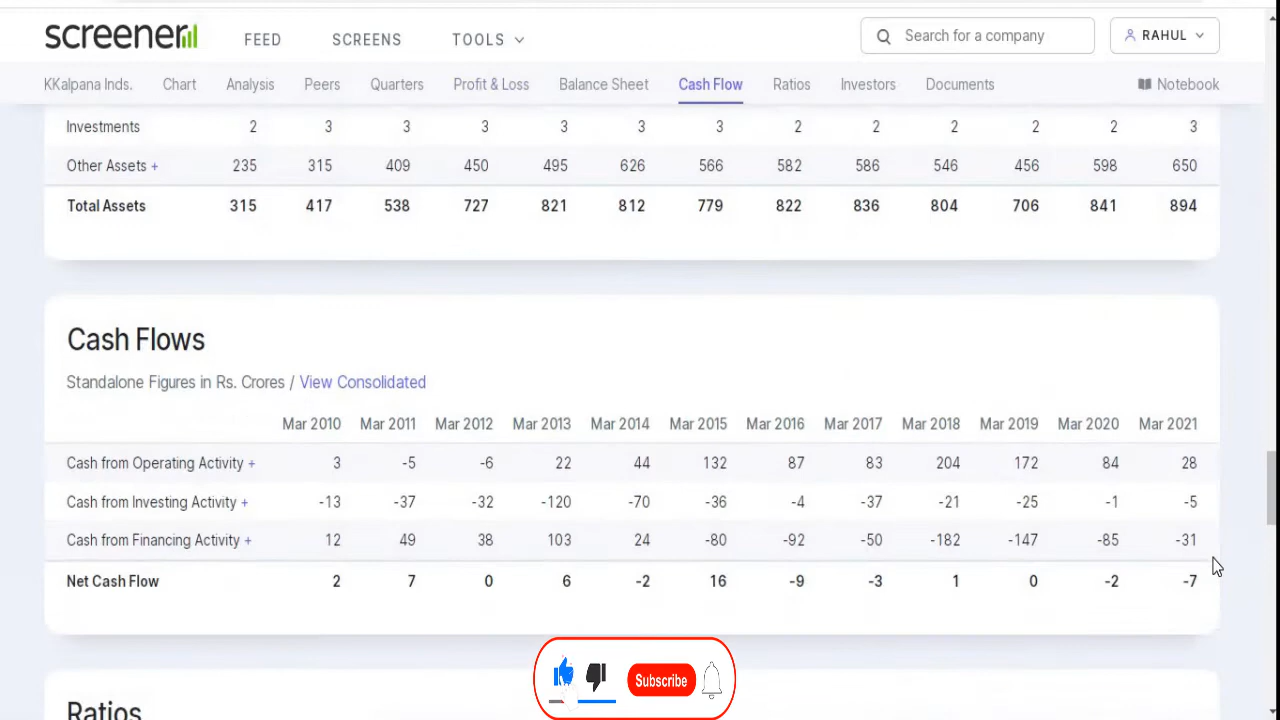 screener FEED SCREENS TOOLS Search for a company RAHUL
KKalpana Inds. Chart Analysis Peers Quarters Profit & Loss Balance Sheet Cash Flow Ratios Investors Documents Notebook
Investments 2 3 3 3 3 3 3 2 2 2 2 2 3
Other Assets + 235 315 409 450 495 626 566 582 586 546 456 598 650
Total Assets 315 417 538 727 821 812 779 822 836 804 706 841 894
Cash Flows
Standalone Figures in Rs. Crores / View Consolidated
Mar 2010 Mar 2011 Mar 2012 Mar 2013 Mar 2014 Mar 2015 Mar 2016 Mar 2017 Mar 2018 Mar 2019 Mar 2020 Mar 2021
Cash from Operating Activity + 3 -5 -6 22 44 132 87 83 204 172 84 28
Cash from Investing Activity + -13 -37 -32 -120 -70 -36 -4 -37 -21 -25 -1 -5
Cash from Financing Activity + 12 49 38 103 24 -80 -92 -50 -182 -147 -85 -31
Net Cash Flow 2 7 0 6 -2 16 -9 -3 1 0 -2 -7
Subscribe
Ratios